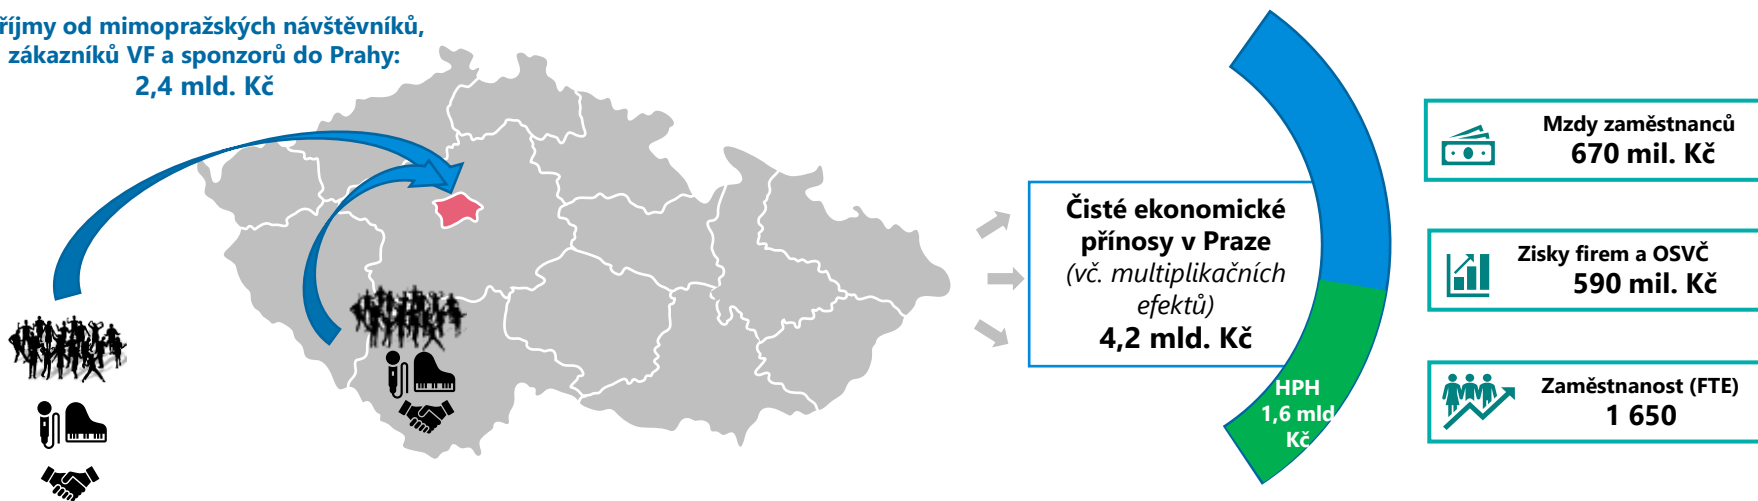 říjmy od mimopražských návštěvníků,
zákazníků VF a sponzorů do Prahy:
2,4 mld. Kč
Čisté ekonomické
přínosy v Praze
(vč. multiplikačních
efektů)
4,2 mld. Kč
HPH
1,6 mld
Kč
Mzdy zaměstnanců
670 mil. Kč
Zisky firem a OSVČ
590 mil. Kč
Zaměstnanost (FTE)
1 650